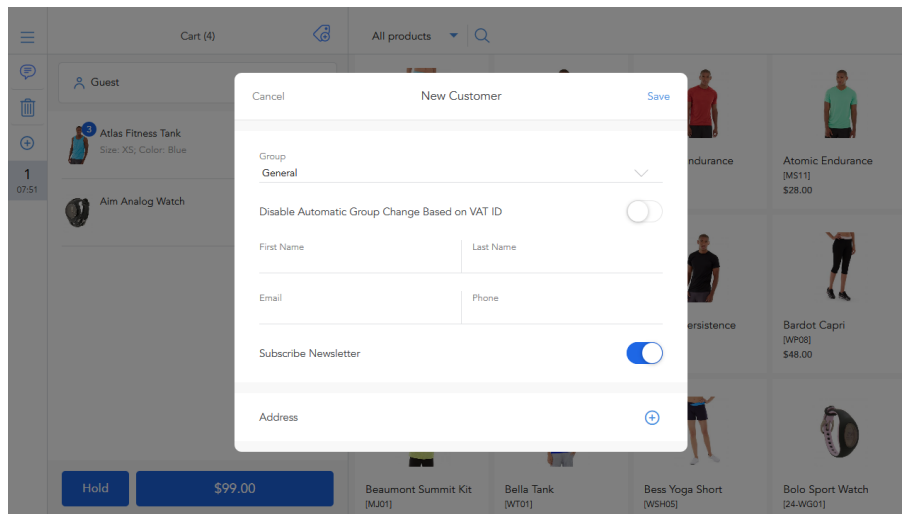 Cart (4)
All products
Guest
3
Atlas Fitness Tank
Size: XS; Color: Blue
1
07:51
Aim Analog Watch
Hold
$99.00
Cancel
New Customer
Save
Group
General
Disable Automatic Group Change Based on VAT ID
First Name
Last Name
Email
Phone
Subscribe Newsletter
Address
ndurance
Atomic Endurance
[MS11]
$28.00
ersistence
Bardot Capri
[WP08]
$48.00
Beaumont Summit Kit
[MJ01]
Bella Tank
[WT01]
Bess Yoga Short
[WSH05]
Bolo Sport Watch
[24-WG01]